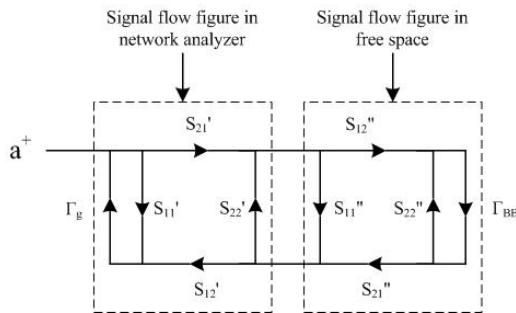 Signal flow figure in
network analyzer
Signal flow figure in
free space
a⁺
S₂₁'
S₁₂"
Γg
S₁₁'
S₂₂'
S₁₁"
S₂₂"
Γ_BB
S₁₂'
S₂₁"